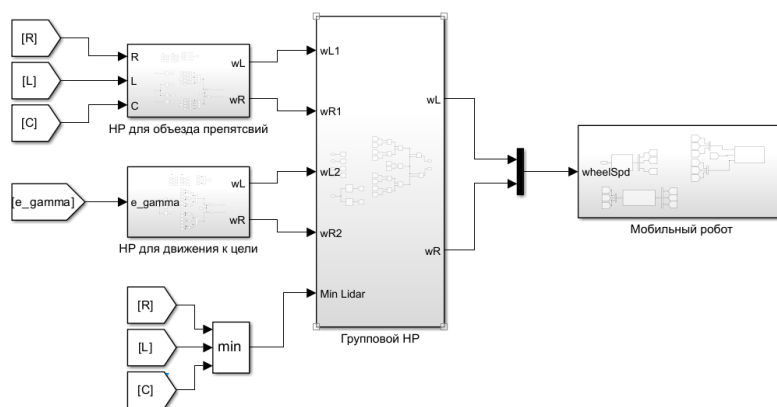 [R]
[L]
[C]
R
L
C
wL
wR
НР для объезда препятсвий
[e_gamma]
e_gamma
wL
wR
НР для движения к цели
[R]
[L]
[C]
min
wL1
wR1
wL2
wR2
Min Lidar
wL
wR
Групповой НР
wheelSpd
Мобильный робот